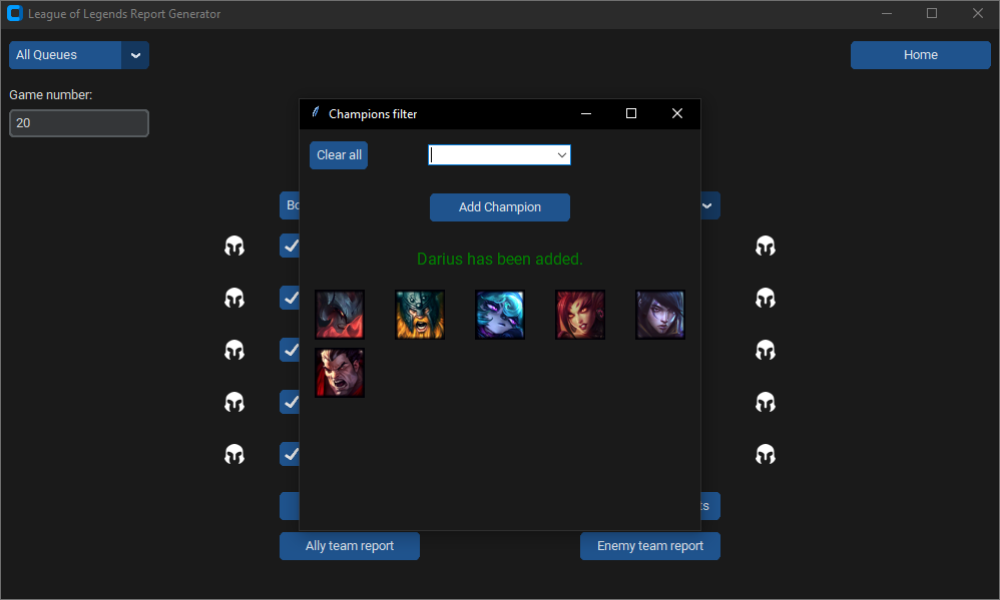 League of Legends Report Generator
All Queues
Home
Game number:
20
Champions filter
Clear all
Add Champion
Darius has been added.
Ally team report
Enemy team report